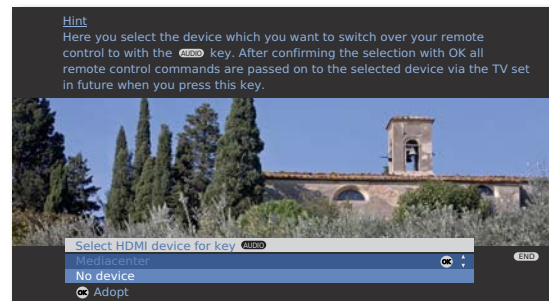 Hint
Here you select the device which you want to switch over your remote
control to with the AUDIO key. After confirming the selection with OK all
remote control commands are passed on to the selected device via the TV set
in future when you press this key.
Select HDMI device for key AUDIO
Mediacenter OK
END
No device
OK Adopt